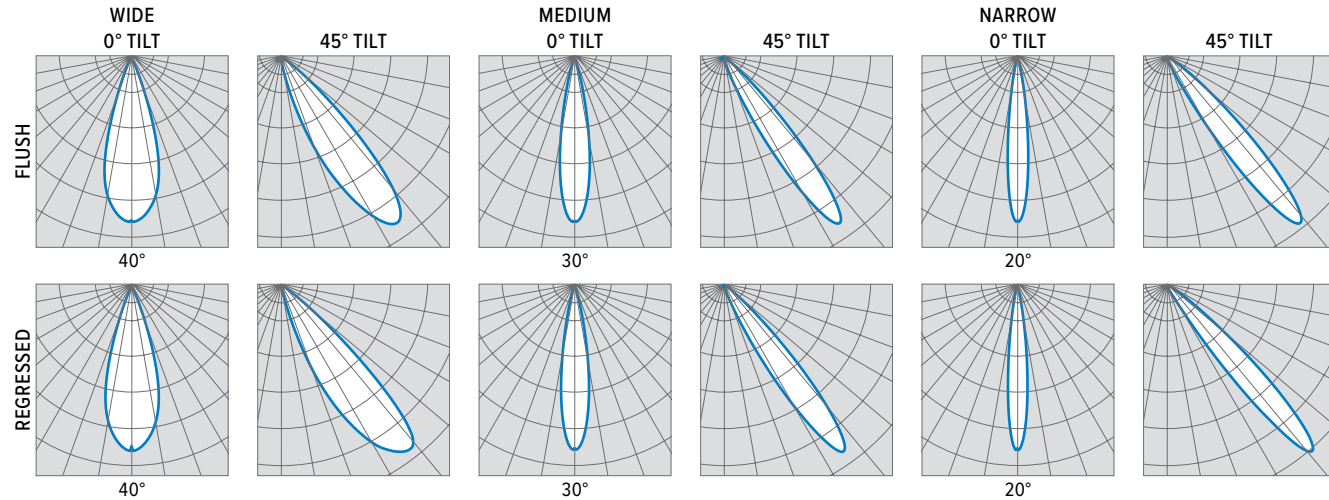 WIDE MEDIUM NARROW
0° TILT 45° TILT 0° TILT 45° TILT 0° TILT 45° TILT
FLUSH
40° 30° 20°
REGRESSED
40° 30° 20°